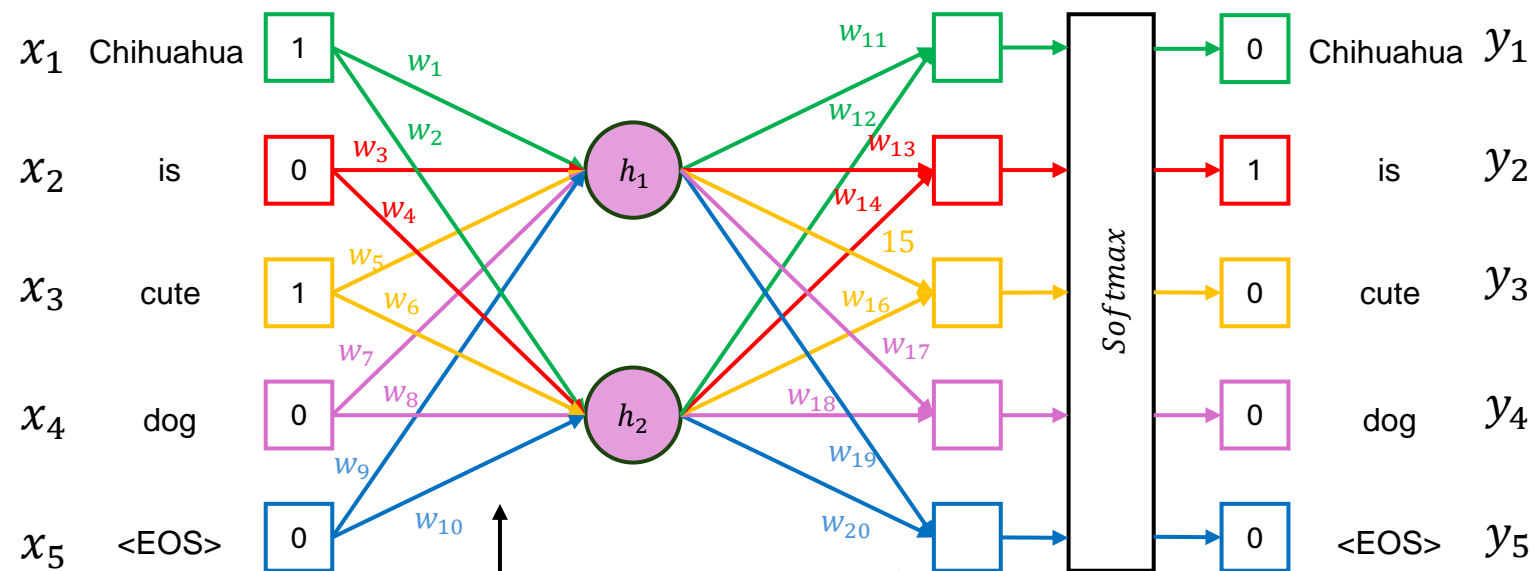 x₁ Chihuahua 1 w₁ w₁₁ 0 Chihuahua y₁
w₂ w₁₂
x₂ is 0 w₃ h₁ w₁₃ 1 is y₂
w₄ w₁₄
w₅ 15
x₃ cute 1 w₆ w₁₆ Softmax 0 cute y₃
w₇ w₁₇
x₄ dog 0 w₈ h₂ w₁₈ 0 dog y₄
w₉ w₁₉
x₅ <EOS> 0 w₁₀ w₂₀ 0 <EOS> y₅